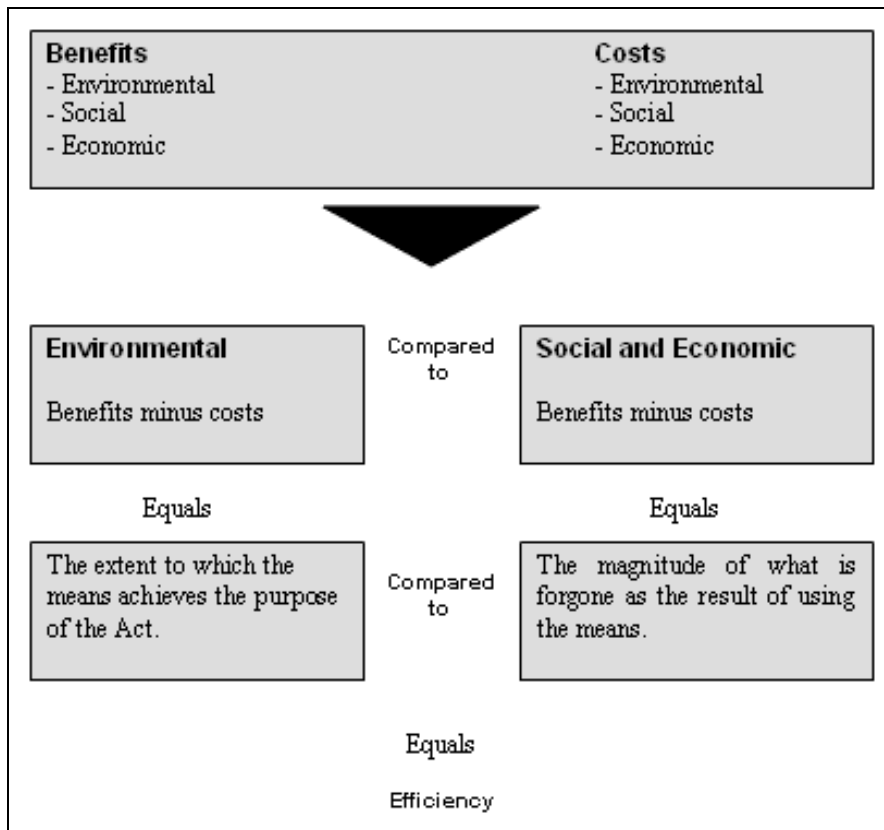 Benefits
- Environmental
- Social
- Economic
Costs
- Environmental
- Social
- Economic
Environmental
Benefits minus costs
Compared
to
Social and Economic
Benefits minus costs
Equals
Equals
The extent to which the
means achieves the purpose
of the Act.
Compared
to
The magnitude of what is
forgone as the result of using
the means.
Equals
Efficiency